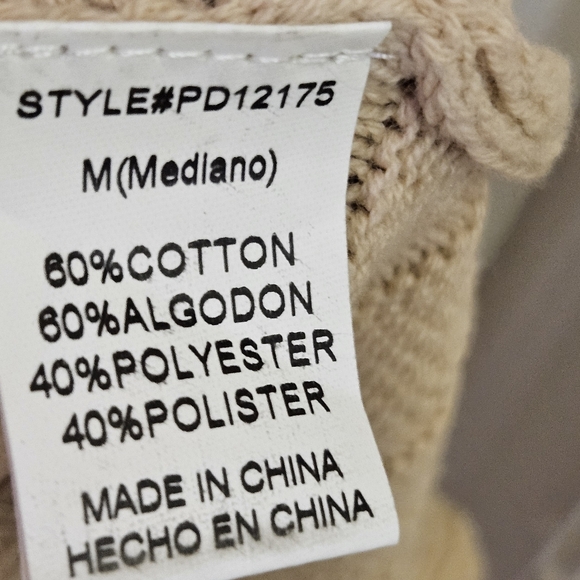 STYLE#PD12175
M(Mediano)
60%COTTON
60%ALGODON
40%POLYESTER
40%POLISTER
MADE IN CHINA
HECHO EN CHINA